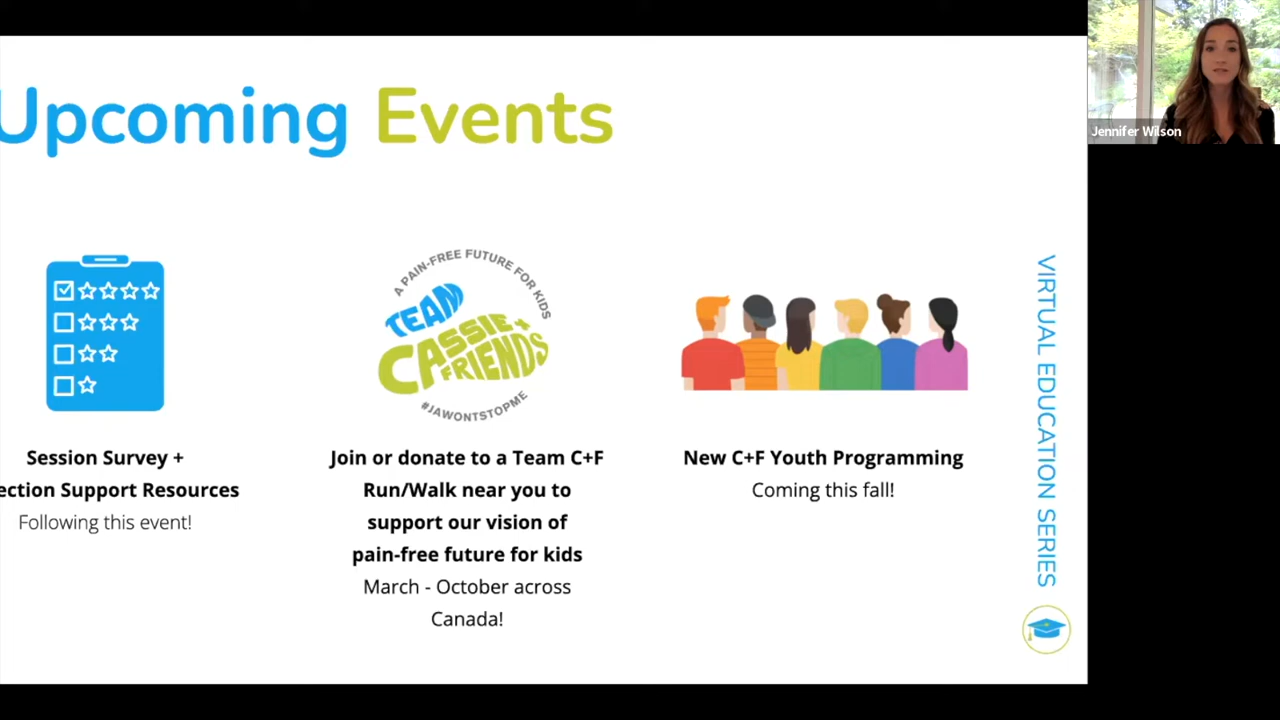 Upcoming Events
Jennifer Wilson
A PAIN-FREE FUTURE FOR KIDS
TEAM
CASSIE +
FRIENDS
#JAWONTSTOPME
Session Survey +
ection Support Resources
Following this event!
Join or donate to a Team C+F
Run/Walk near you to
support our vision of
pain-free future for kids
March - October across
Canada!
New C+F Youth Programming
Coming this fall!
VIRTUAL EDUCATION SERIES